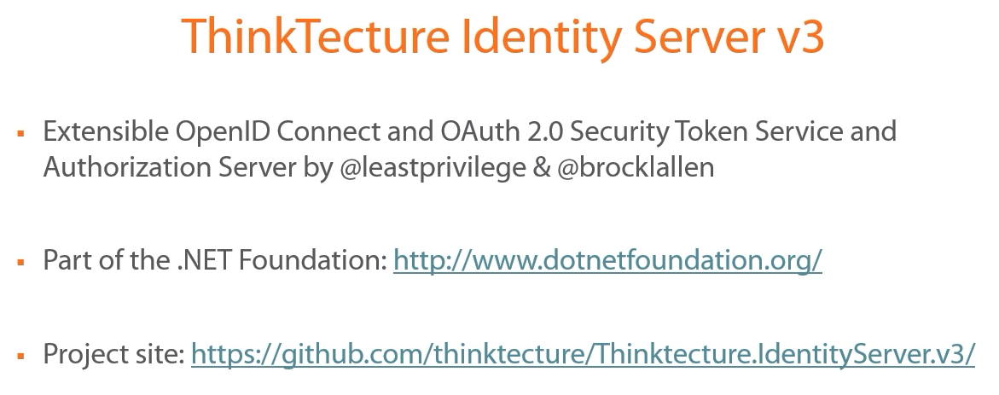 ThinkTecture Identity Server v3
▪ Extensible OpenID Connect and OAuth 2.0 Security Token Service and
Authorization Server by @leastprivilege & @brocklallen
▪ Part of the .NET Foundation: http://www.dotnetfoundation.org/
▪ Project site: https://github.com/thinktecture/Thinktecture.IdentityServer.v3/